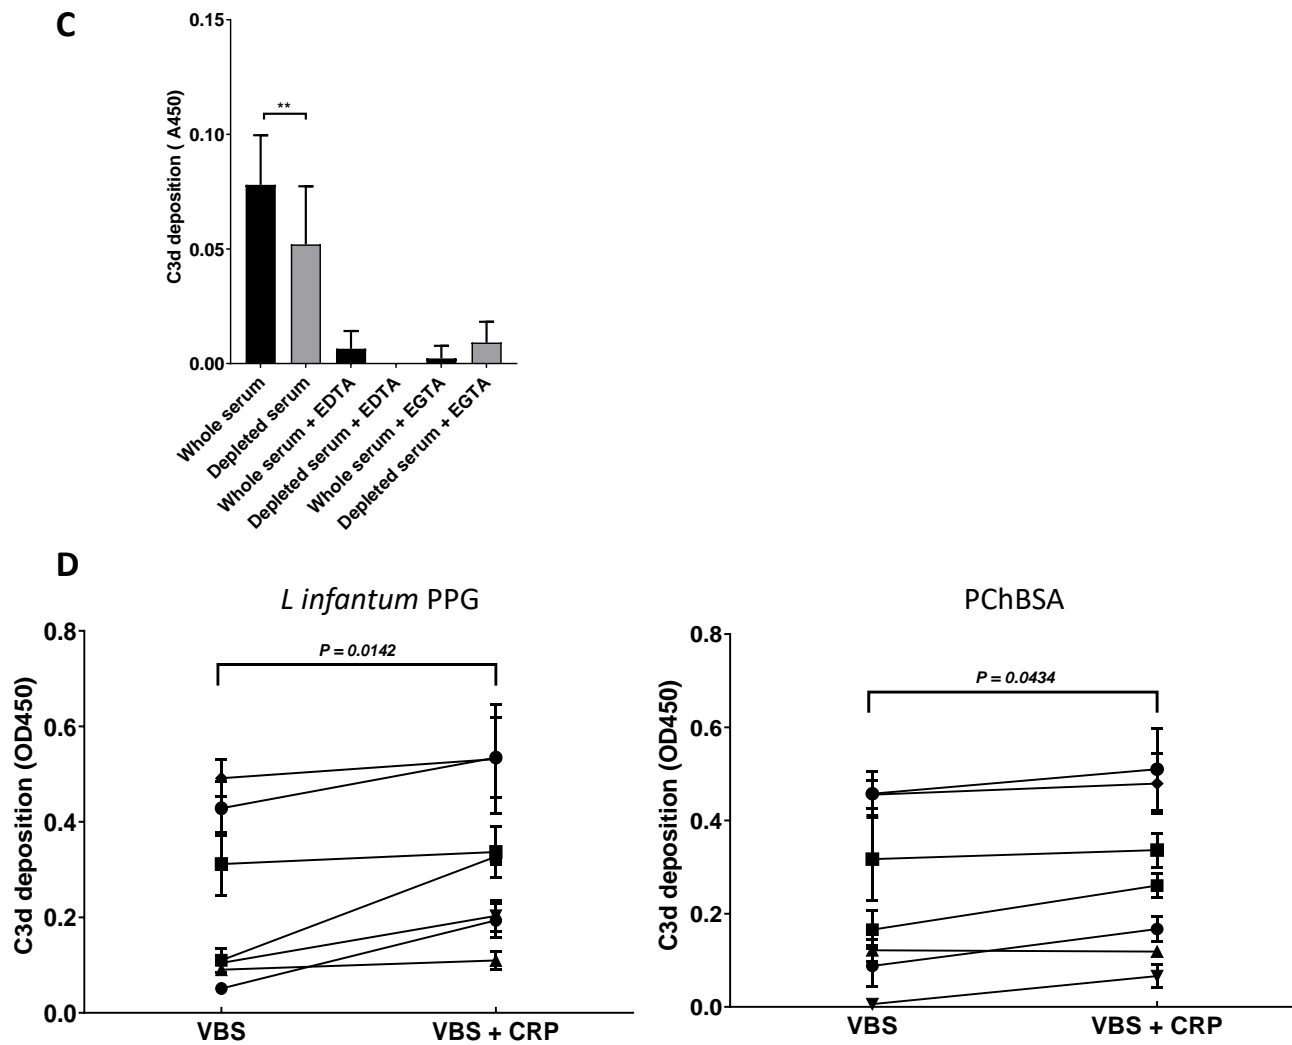 C
0.15
0.10
0.05
0.00
C3d deposition ( A450)
**
Whole serum
Depleted serum
Whole serum + EDTA
Depleted serum + EDTA
Whole serum + EGTA
Depleted serum + EGTA
D
L infantum PPG
0.8
0.6
0.4
0.2
0.0
C3d deposition (OD450)
P = 0.0142
VBS
VBS + CRP
PChBSA
0.8
0.6
0.4
0.2
0.0
C3d deposition (OD450)
P = 0.0434
VBS
VBS + CRP